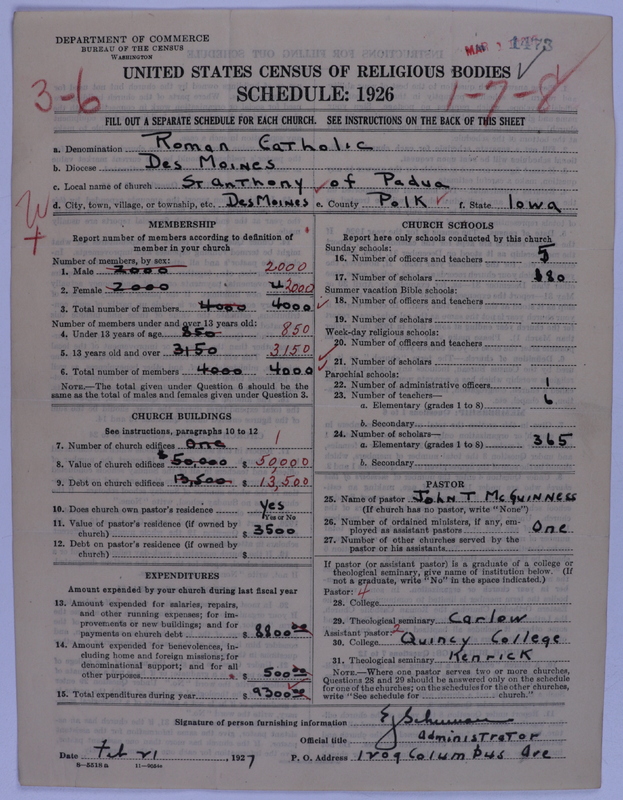 DEPARTMENT OF COMMERCE
BUREAU OF THE CENSUS
WASHINGTON
MAR 1473
UNITED STATES CENSUS OF RELIGIOUS BODIES
3-6 SCHEDULE: 1926 1-7-8
FILL OUT A SEPARATE SCHEDULE FOR EACH CHURCH. SEE INSTRUCTIONS ON THE BACK OF THIS SHEET
a. Denomination Roman Catholic
b. Diocese Des Moines
c. Local name of church St Anthony of Padua
d. City, town, village, or township, etc. Des Moines e. County Polk f. State Iowa
MEMBERSHIP
Report number of members according to definition of
member in your church
Number of members, by sex:
1. Male 2000 2000
2. Female 2000 2000
3. Total number of members 4000 4000
Number of members under and over 13 years old:
4. Under 13 years of age 850 850
5. 13 years old and over 3150 3150
6. Total number of members 4000 4000
NOTE.—The total given under Question 6 should be the
same as the total of males and females given under Question 3.
CHURCH BUILDINGS
See instructions, paragraphs 10 to 12
7. Number of church edifices One 1
8. Value of church edifices $50,000 $ 50,000
9. Debt on church edifices 13,500 $ 13,500
10. Does church own pastor's residence Yes
Yes or No
11. Value of pastor's residence (if owned by
church) $ 3500
12. Debt on pastor's residence (if owned by
church) $
EXPENDITURES
Amount expended by your church during last fiscal year
13. Amount expended for salaries, repairs,
and other running expenses; for im-
provements or new buildings; and for
payments on church debt $ 8800.00
14. Amount expended for benevolences, in-
cluding home and foreign missions; for
denominational support; and for all
other purposes $ 500.00
15. Total expenditures during year $ 9300.00
CHURCH SCHOOLS
Report here only schools conducted by this church
Sunday schools:
16. Number of officers and teachers 5
17. Number of scholars 180
Summer vacation Bible schools:
18. Number of officers and teachers
19. Number of scholars
Week-day religious schools:
20. Number of officers and teachers
21. Number of scholars
Parochial schools:
22. Number of administrative officers 1
23. Number of teachers—
a. Elementary (grades 1 to 8) 6
b. Secondary
24. Number of scholars—
a. Elementary (grades 1 to 8) 365
b. Secondary
PASTOR
25. Name of pastor John T McGuinness
(If church has no pastor, write "None")
26. Number of ordained ministers, if any, em-
ployed as assistant pastors One
27. Number of other churches served by the
pastor or his assistants
If pastor (or assistant pastor) is a graduate of a college or
theological seminary, give name of institution below. (If
not a graduate, write "No" in the space indicated.)
Pastor: 4
28. College
29. Theological seminary Carlow
Assistant pastor: 2
30. College Quincy College
31. Theological seminary Kenrick
NOTE.—Where one pastor serves two or more churches,
Questions 28 and 29 should be answered only on the schedule
for one of the churches; on the schedules for the other churches,
write "See schedule for church."
Signature of person furnishing information
Official title Administrator
Date Feb 21, 1927 P. O. Address 1209 Columbus Ave
8-5518 a